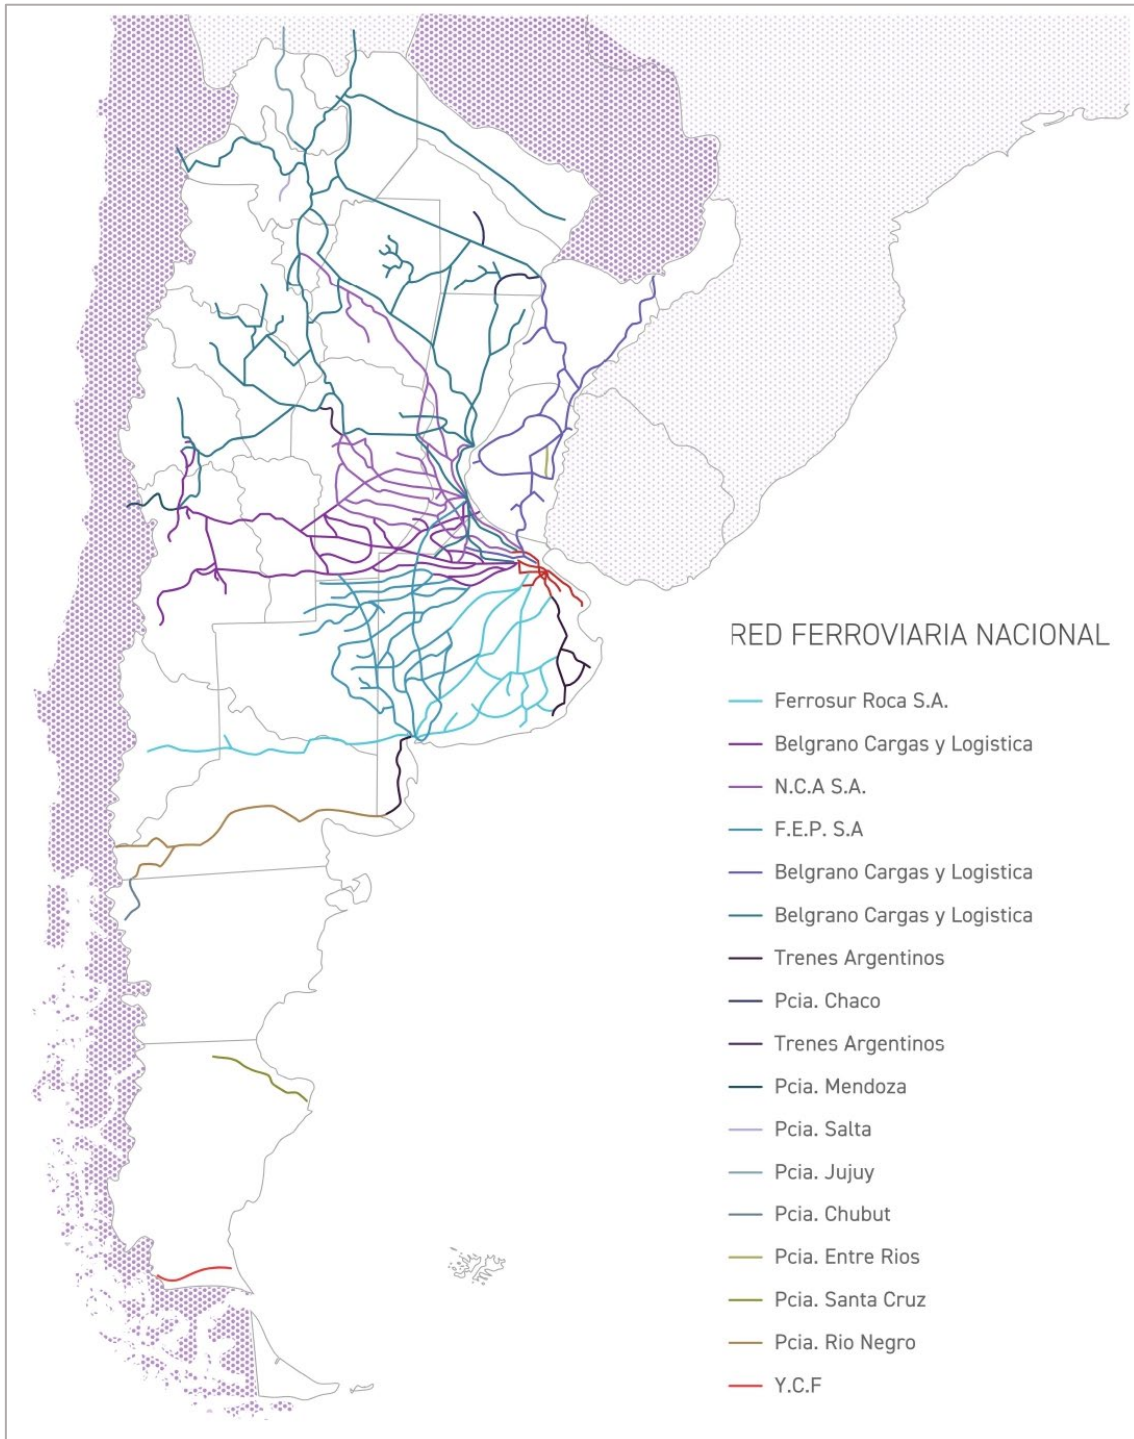 RED FERROVIARIA NACIONAL
Ferrosur Roca S.A.
Belgrano Cargas y Logistica
N.C.A S.A.
F.E.P. S.A
Belgrano Cargas y Logistica
Belgrano Cargas y Logistica
Trenes Argentinos
Pcia. Chaco
Trenes Argentinos
Pcia. Mendoza
Pcia. Salta
Pcia. Jujuy
Pcia. Chubut
Pcia. Entre Rios
Pcia. Santa Cruz
Pcia. Rio Negro
Y.C.F